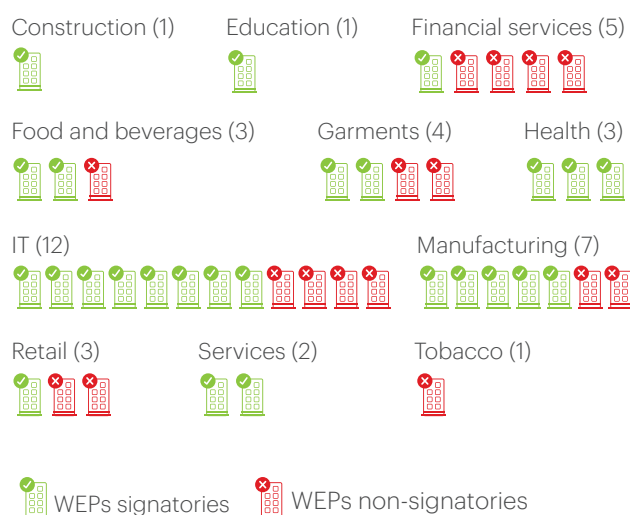 Construction (1) Education (1) Financial services (5)
Food and beverages (3) Garments (4) Health (3)
IT (12) Manufacturing (7)
Retail (3) Services (2) Tobacco (1)
WEPs signatories WEPs non-signatories